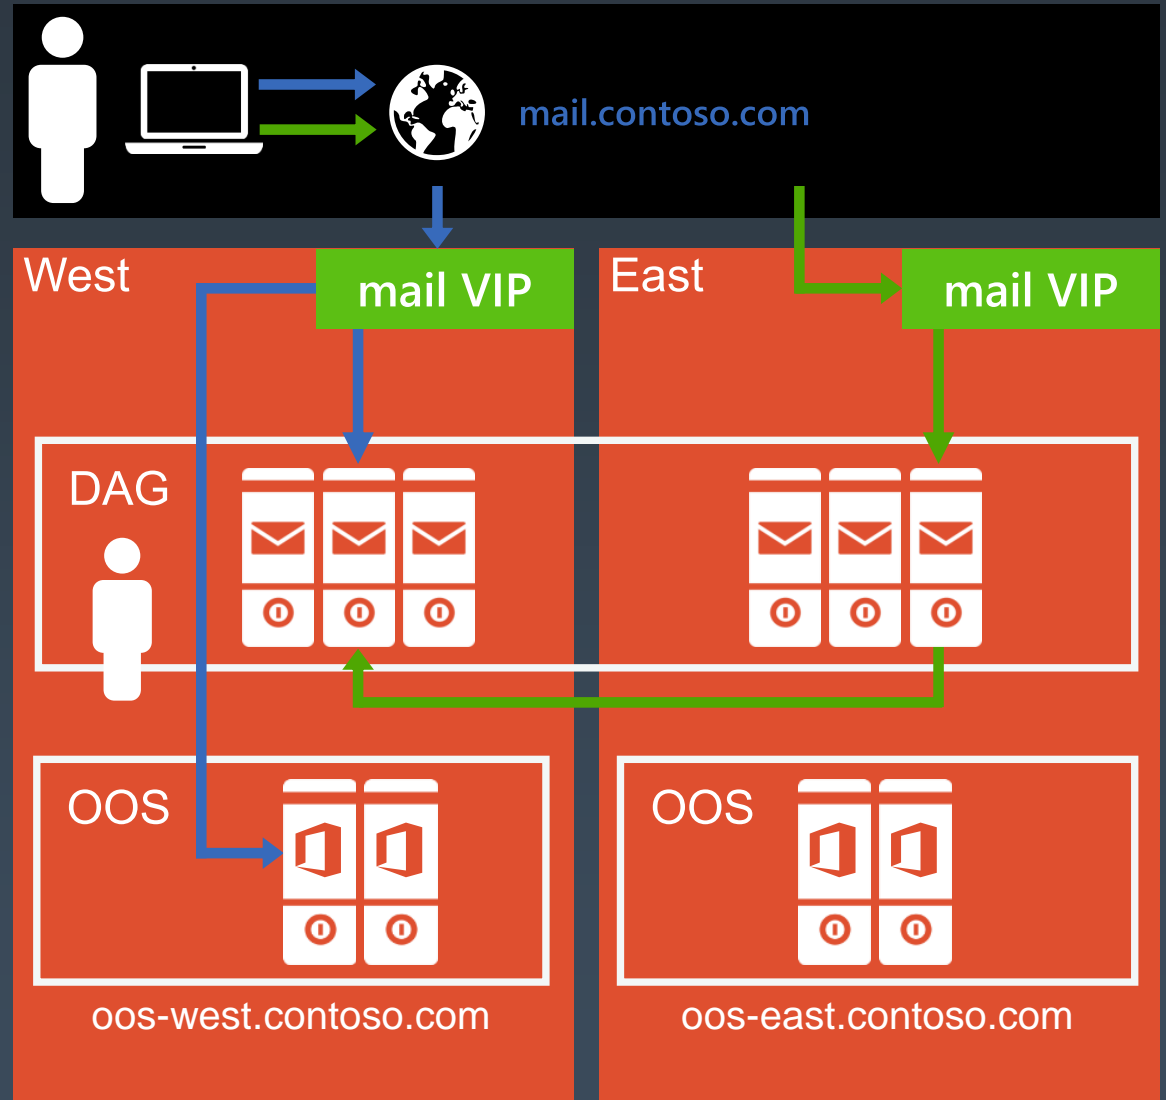 mail.contoso.com
West
mail VIP
East
mail VIP
DAG
OOS
OOS
oos-west.contoso.com
oos-east.contoso.com